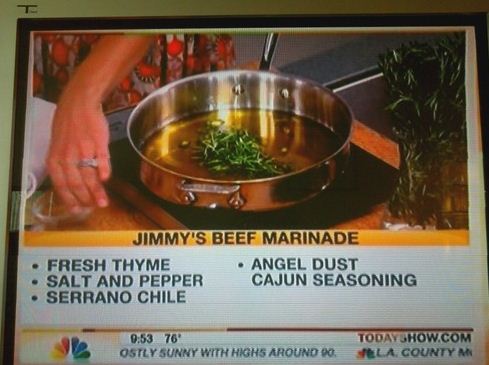 JIMMY'S BEEF MARINADE
• FRESH THYME
• SALT AND PEPPER
• SERRANO CHILE
• ANGEL DUST
CAJUN SEASONING
9:53 76°
TODAYSHOW.COM
OSTLY SUNNY WITH HIGHS AROUND 90.
L.A. COUNTY